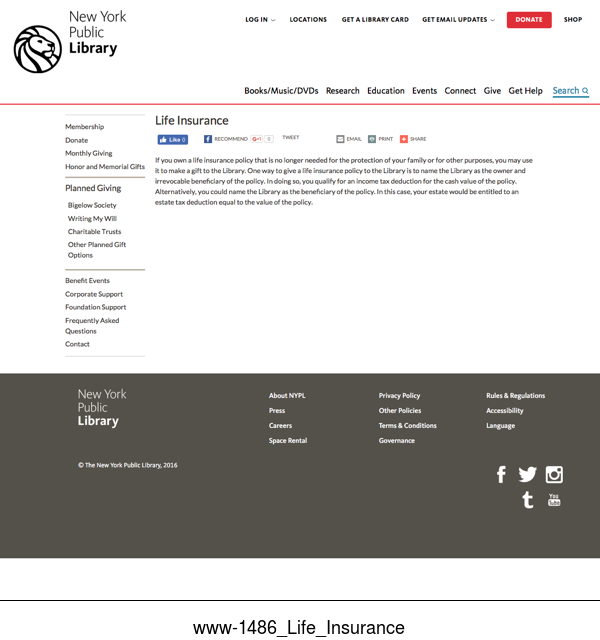 New York
Public
Library
LOG IN
LOCATIONS
GET A LIBRARY CARD
GET EMAIL UPDATES
DONATE
SHOP
Books/Music/DVDs Research Education Events Connect Give Get Help Search
Membership
Donate
Monthly Giving
Honor and Memorial Gifts
Planned Giving
Bigelow Society
Writing My Will
Charitable Trusts
Other Planned Gift
Options
Benefit Events
Corporate Support
Foundation Support
Frequently Asked
Questions
Contact
Life Insurance
Like 0 RECOMMEND G+1 0 TWEET EMAIL PRINT SHARE
If you own a life insurance policy that is no longer needed for the protection of your family or for other purposes, you may use
it to make a gift to the Library. One way to give a life insurance policy to the Library is to name the Library as the owner and
irrevocable beneficiary of the policy. In doing so, you qualify for an income tax deduction for the cash value of the policy.
Alternatively, you could name the Library as the beneficiary of the policy. In this case, your estate would be entitled to an
estate tax deduction equal to the value of the policy.
New York
Public
Library
© The New York Public Library, 2016
About NYPL
Press
Careers
Space Rental
Privacy Policy
Other Policies
Terms & Conditions
Governance
Rules & Regulations
Accessibility
Language
You
Tube
www-1486_Life_Insurance